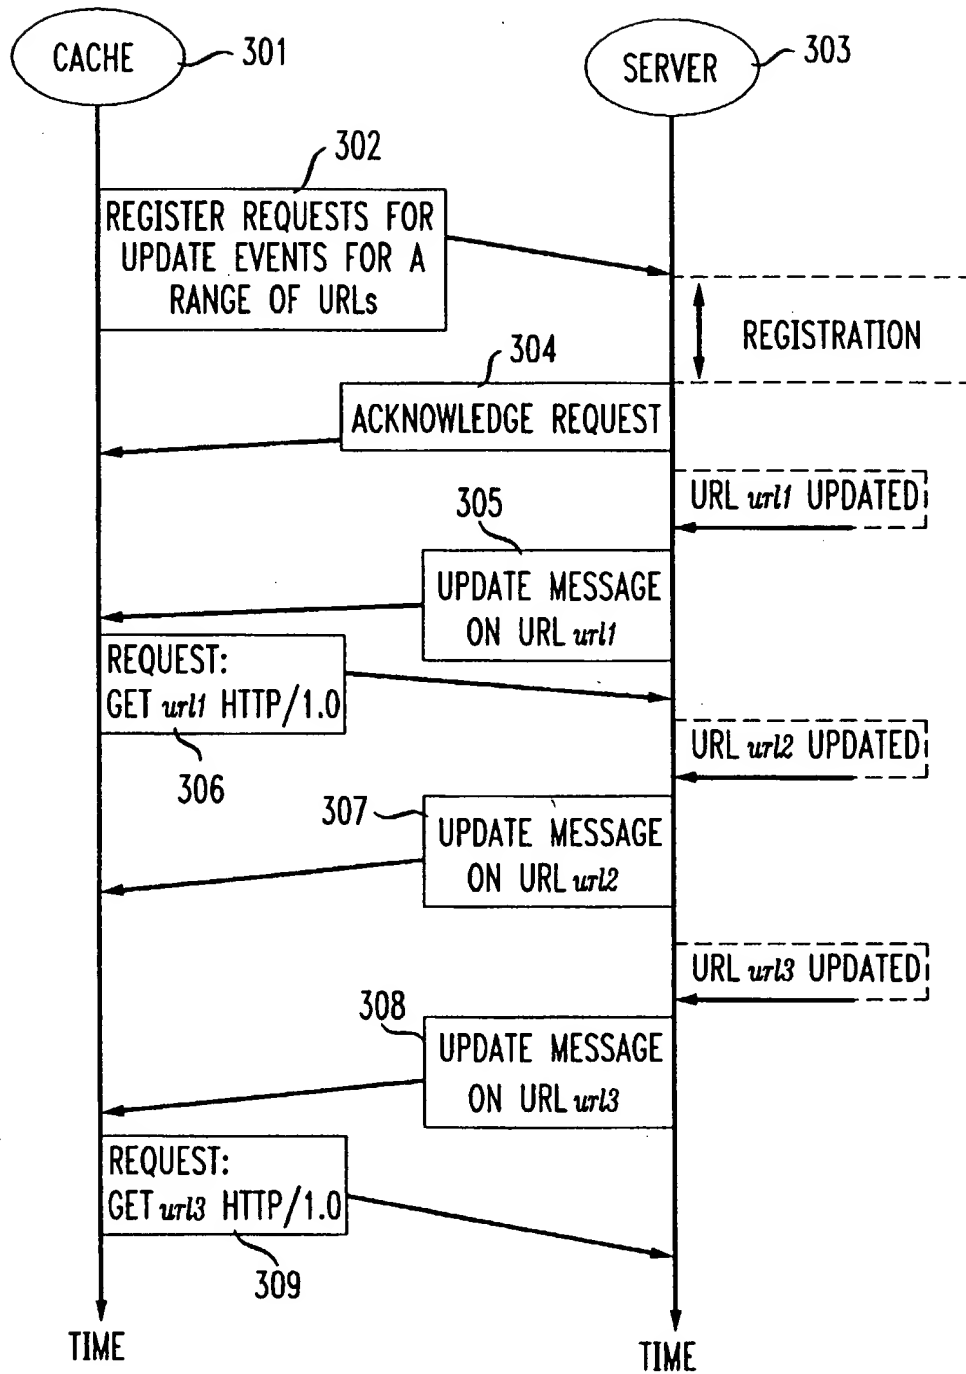 CACHE
301
SERVER
303
302
REGISTER REQUESTS FOR
UPDATE EVENTS FOR A
RANGE OF URLs
REGISTRATION
304
ACKNOWLEDGE REQUEST
URL url1 UPDATED
305
UPDATE MESSAGE
ON URL url1
REQUEST:
GET url1 HTTP/1.0
306
URL url2 UPDATED
307
UPDATE MESSAGE
ON URL url2
URL url3 UPDATED
308
UPDATE MESSAGE
ON URL url3
REQUEST:
GET url3 HTTP/1.0
309
TIME
TIME